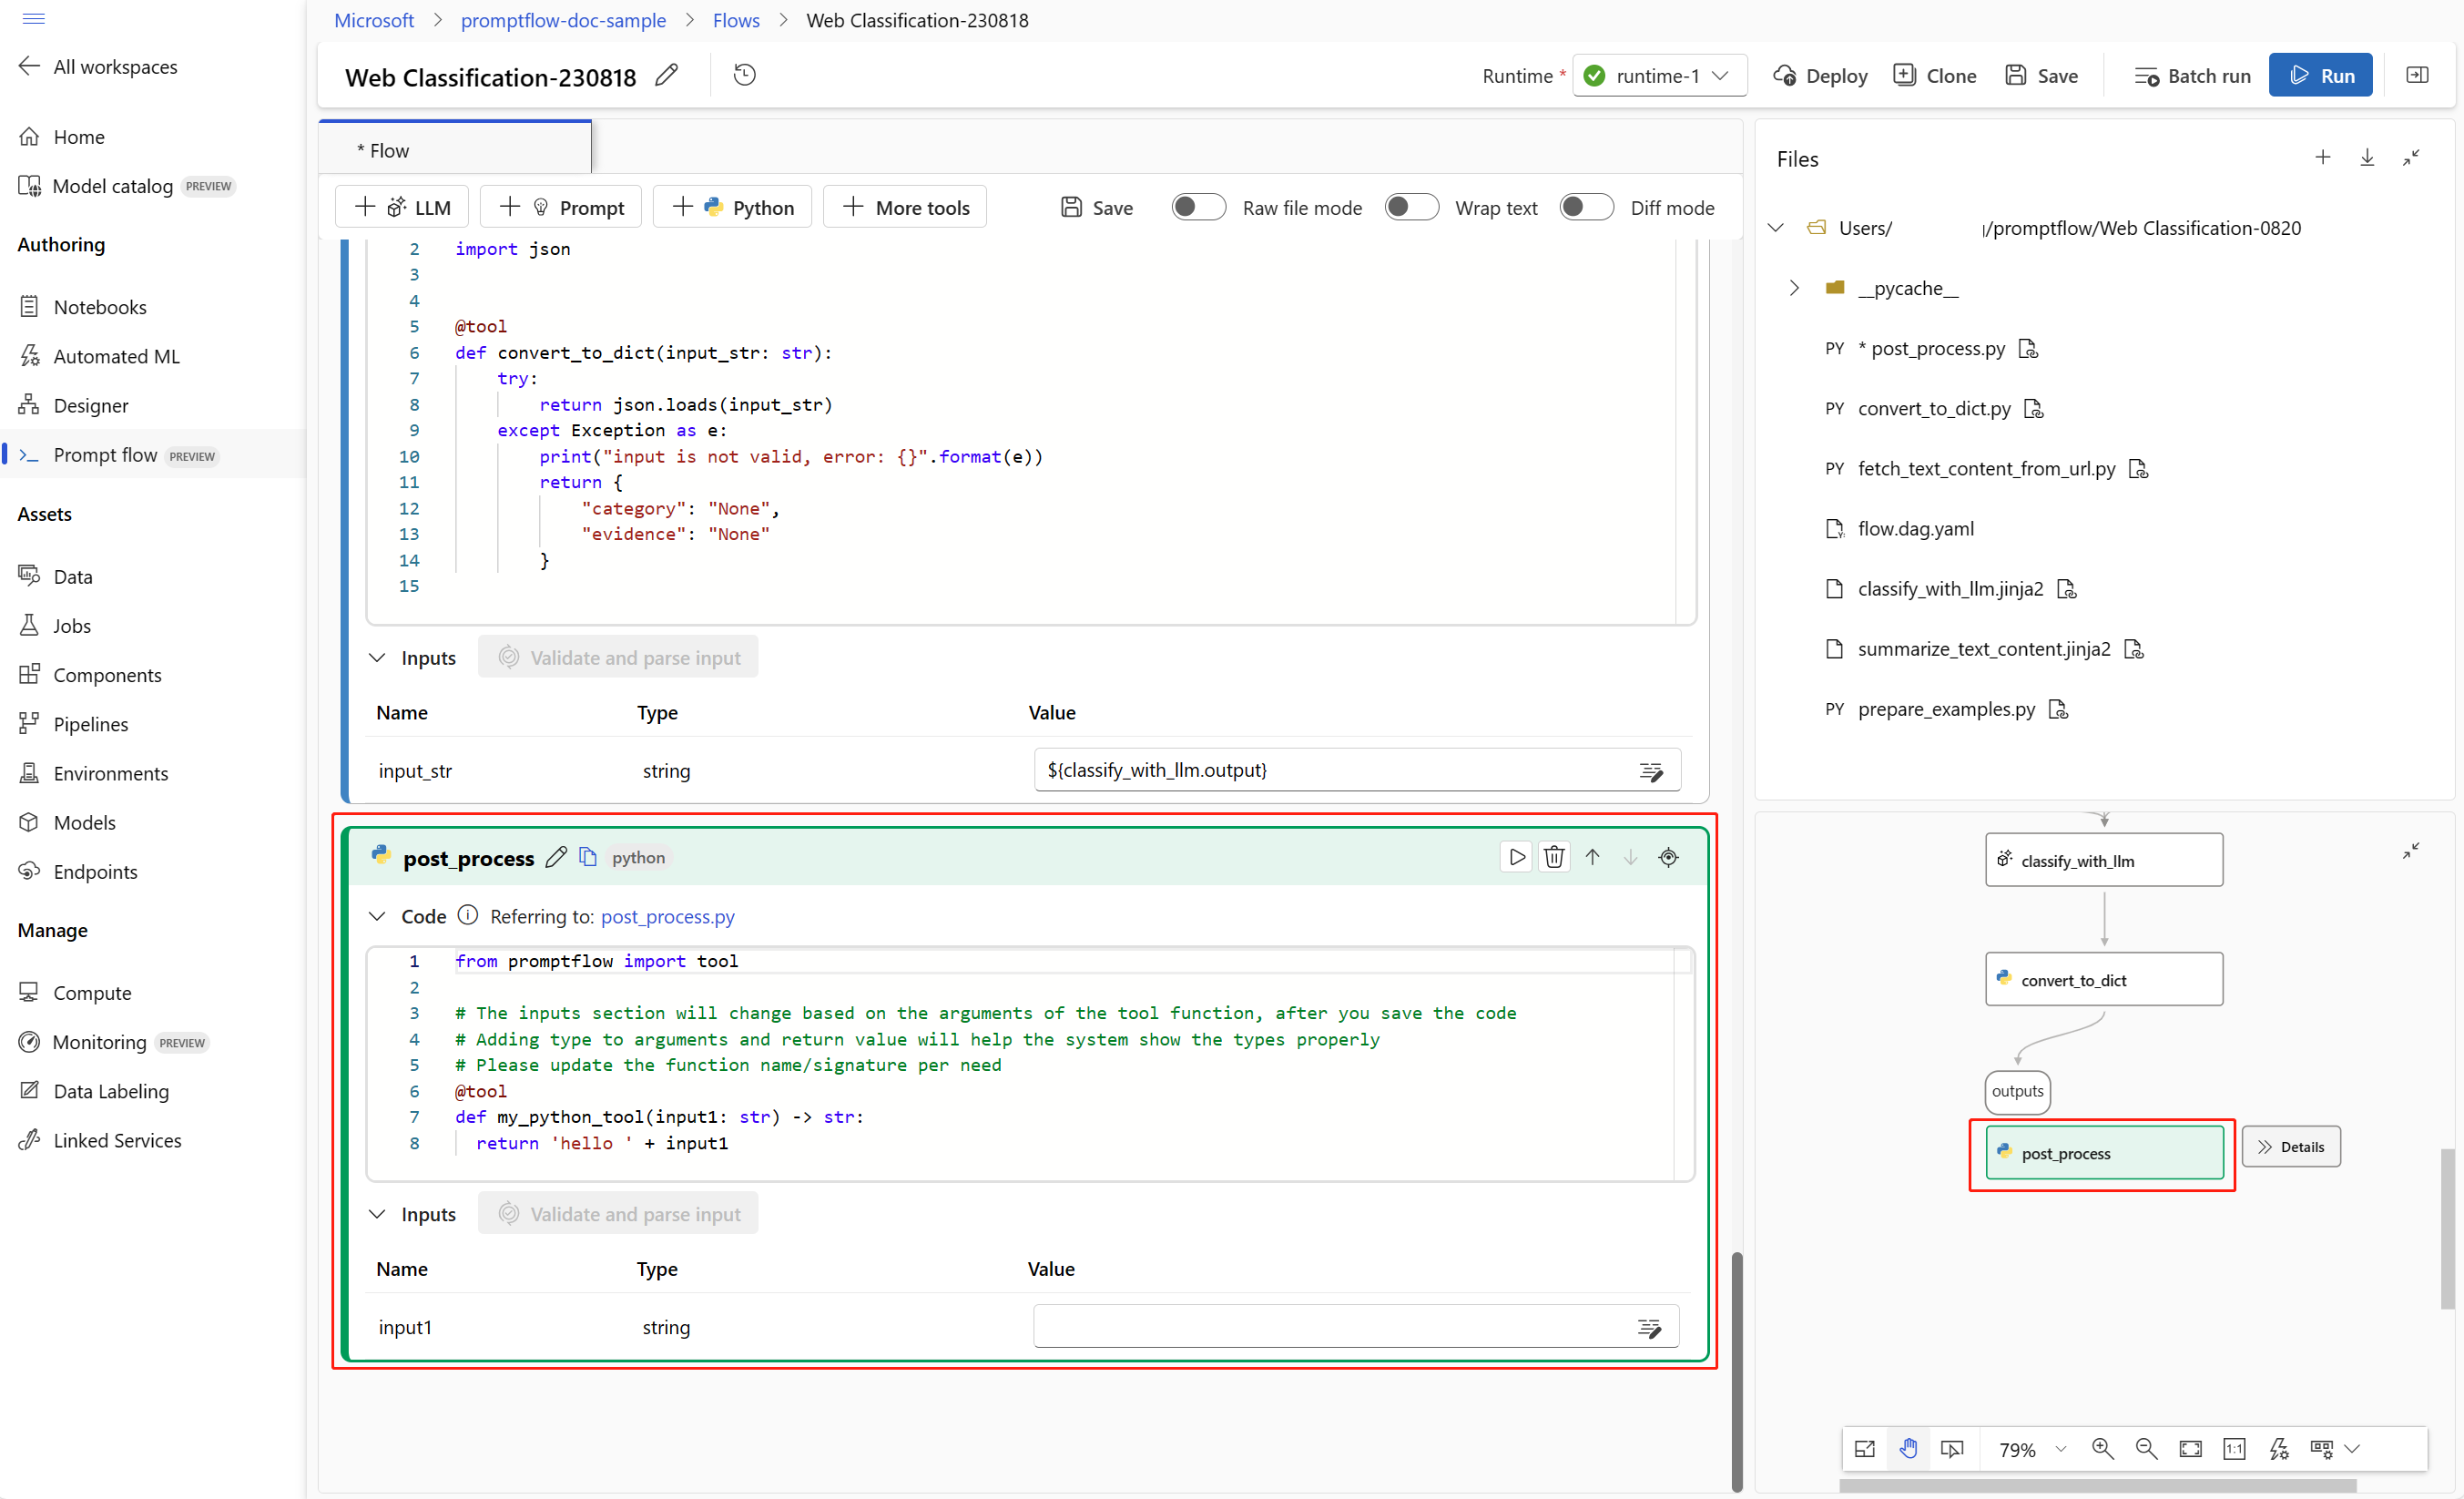 Microsoft > promptflow-doc-sample > Flows > Web Classification-230818
All workspaces
Home
Model catalog PREVIEW
Authoring
Notebooks
Automated ML
Designer
Prompt flow PREVIEW
Assets
Data
Jobs
Components
Pipelines
Environments
Models
Endpoints
Manage
Compute
Monitoring PREVIEW
Data Labeling
Linked Services
Web Classification-230818
Runtime * runtime-1 Deploy Clone Save Batch run Run
* Flow
LLM Prompt Python More tools Save Raw file mode Wrap text Diff mode
2 import json
3
4
5 @tool
6 def convert_to_dict(input_str: str):
7 try:
8 return json.loads(input_str)
9 except Exception as e:
10 print("input is not valid, error: {}".format(e))
11 return {
12 "category": "None",
13 "evidence": "None"
14 }
15
Inputs Validate and parse input
Name Type Value
input_str string ${classify_with_llm.output}
post_process python
Code Referring to: post_process.py
1 from promptflow import tool
2
3 # The inputs section will change based on the arguments of the tool function, after you save the code
4 # Adding type to arguments and return value will help the system show the types properly
5 # Please update the function name/signature per need
6 @tool
7 def my_python_tool(input1: str) -> str:
8 return 'hello ' + input1
Inputs Validate and parse input
Name Type Value
input1 string
Files
Users/ /promptflow/Web Classification-0820
__pycache__
PY * post_process.py
PY convert_to_dict.py
PY fetch_text_content_from_url.py
flow.dag.yaml
classify_with_llm.jinja2
summarize_text_content.jinja2
PY prepare_examples.py
classify_with_llm
convert_to_dict
outputs
post_process
Details
79%
1:1